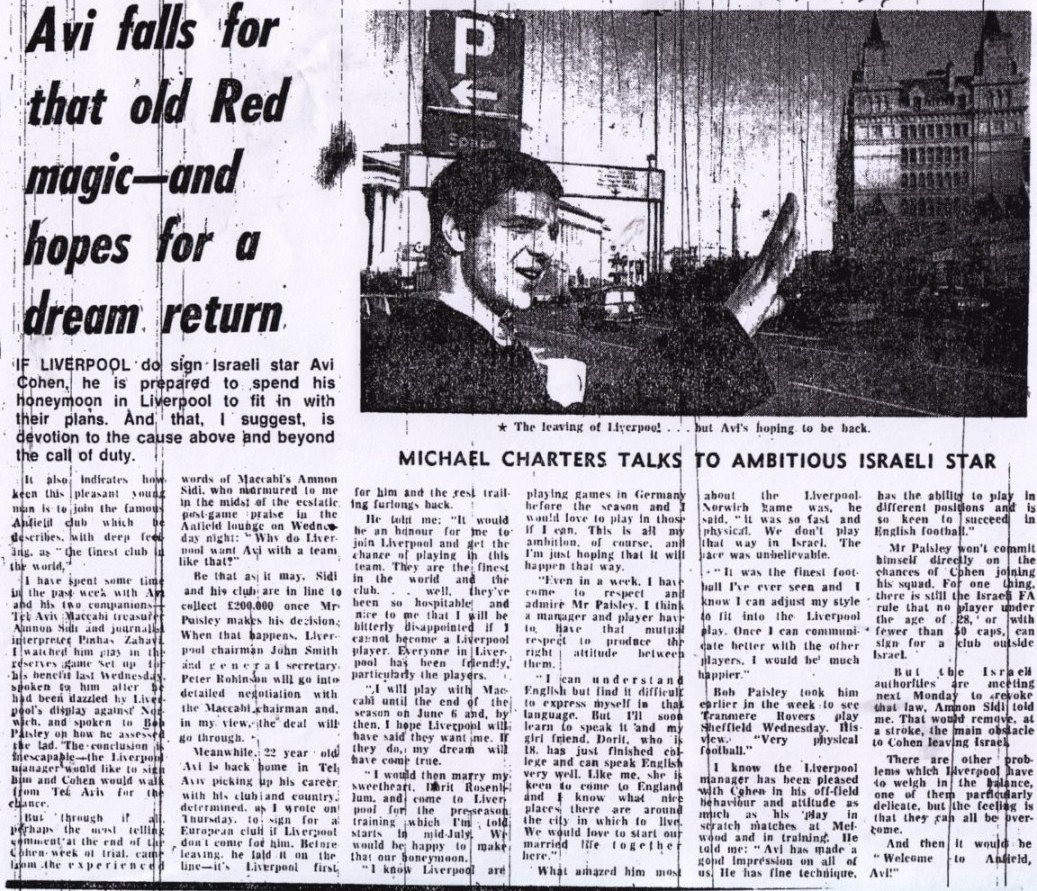 Avi falls for
that old Red
magic—and
hopes for a
dream return
P
Space
★ The leaving of Liverpool . . . but Avi's hoping to be back.
IF LIVERPOOL do sign Israeli star Avi
Cohen, he is prepared to spend his
honeymoon in Liverpool to fit in with
their plans. And that, I suggest, is
devotion to the cause above and beyond
the call of duty.
MICHAEL CHARTERS TALKS TO AMBITIOUS ISRAELI STAR
It also indicates how
keen this pleasant young
man is to join the famous
Anfield club which he
describes, with deep feel-
ing, as "the finest club in
the world,"
I have spent some time
in the past week with Avi
and his two companions—
Tel Aviv Maccabi treasurer
Amnon Sidi and journalist
interpreter Pinhas Zahavi.
I watched him play in the
reserves game set up for
his benefit last Wednesday,
spoken to him after he
had been dazzled by Liver-
pool's display against Nor-
wich, and spoken to Bob
Paisley on how he assessed
the lad. The conclusion is
inescapable—the Liverpool
manager would like to sign
him and Cohen would walk
from Tel Aviv for the
chance.
But through it all
perhaps the most telling
comment at the end of the
Cohen week of trial, came
from the experienced
words of Maccabi's Amnon
Sidi, who murmured to me
in the midst of the ecstatic
post-game praise in the
Anfield lounge on Wednes-
day night: "Why do Liver-
pool want Avi with a team
like that?"
Be that as it may, Sidi
and his club are in line to
collect £200,000 once Mr
Paisley makes his decision.
When that happens, Liver-
pool chairman John Smith
and general secretary
Peter Robinson will go into
detailed negotiation with
the Maccabi chairman and,
in my view, the deal will
go through.
Meanwhile, 22 year old
Avi is back home in Tel
Aviv picking up his career
with his club and country,
determined, as I wrote on
Thursday, to sign for a
European club if Liverpool
don't come for him. Before
leaving, he laid it on the
line—it's Liverpool first
for him and the rest trail-
ing furlongs back.
He told me: "It would
be an honour for me to
join Liverpool and get the
chance of playing in this
team. They are the finest
in the world and the
club . . . well, they've
been so hospitable and
nice to me that I will be
bitterly disappointed if I
cannot become a Liverpool
player. Everyone in Liver-
pool has been friendly,
particularly the players.
"I will play with Mac-
cabi until the end of the
season on June 6 and, by
then, I hope Liverpool will
have said they want me. If
they do, my dream will
have come true.
"I would then marry my
sweetheart, Dorit Rosenb-
lum, and come to Liver-
pool for the pre-season
training which I'm told
starts in mid-July. We
would be happy to make
that our honeymoon.
"I know Liverpool are
playing games in Germany
before the season and I
would love to play in those
if I can. This is all my
ambition, of course, and
I'm just hoping that it will
happen that way.
"Even in a week, I have
come to respect and
admire Mr Paisley. I think
a manager and player have
to have that mutual
respect to produce the
right attitude between
them.
"I can understand
English but find it difficult
to express myself in that
language. But I'll soon
learn to speak it and my
girl friend, Dorit, who is
18, has just finished col-
lege and can speak English
very well. Like me, she is
keen to come to England
and I know what nice
places there are around
the city in which to live.
We would love to start our
married life together
here."
What amazed him most
about the Liverpool-
Norwich game was, he
said, "It was so fast and
physical. We don't play
that way in Israel. The
pace was unbelievable.
"It was the finest foot-
ball I've ever seen and I
know I can adjust my style
to fit into the Liverpool
play. Once I can communi-
cate better with the other
players, I would be much
happier."
Bob Paisley took him
earlier in the week to see
Tranmere Rovers play
Sheffield Wednesday. His
view. "Very physical
football."
I know the Liverpool
manager has been pleased
with Cohen in his off-field
behaviour and attitude as
much as his play in
scratch matches at Mel-
wood and in training. He
told me: "Avi has made a
good impression on all of
us. He has fine technique,
has the ability to play in
different positions and is
so keen to succeed in
English football."
Mr Paisley won't commit
himself directly on the
chances of Cohen joining
his squad. For one thing,
there is still the Israeli FA
rule that no player under
the age of 28, or with
fewer than 50 caps, can
sign for a club outside
Israel.
But the Israeli
authorities are meeting
next Monday to revoke
that law, Amnon Sidi told
me. That would remove, at
a stroke, the main obstacle
to Cohen leaving Israel.
There are other prob-
lems which Liverpool have
to weigh in the balance,
one of them particularly
delicate, but the feeling is
that they can all be over-
come.
And then it would be
"Welcome to Anfield,
Avi!"